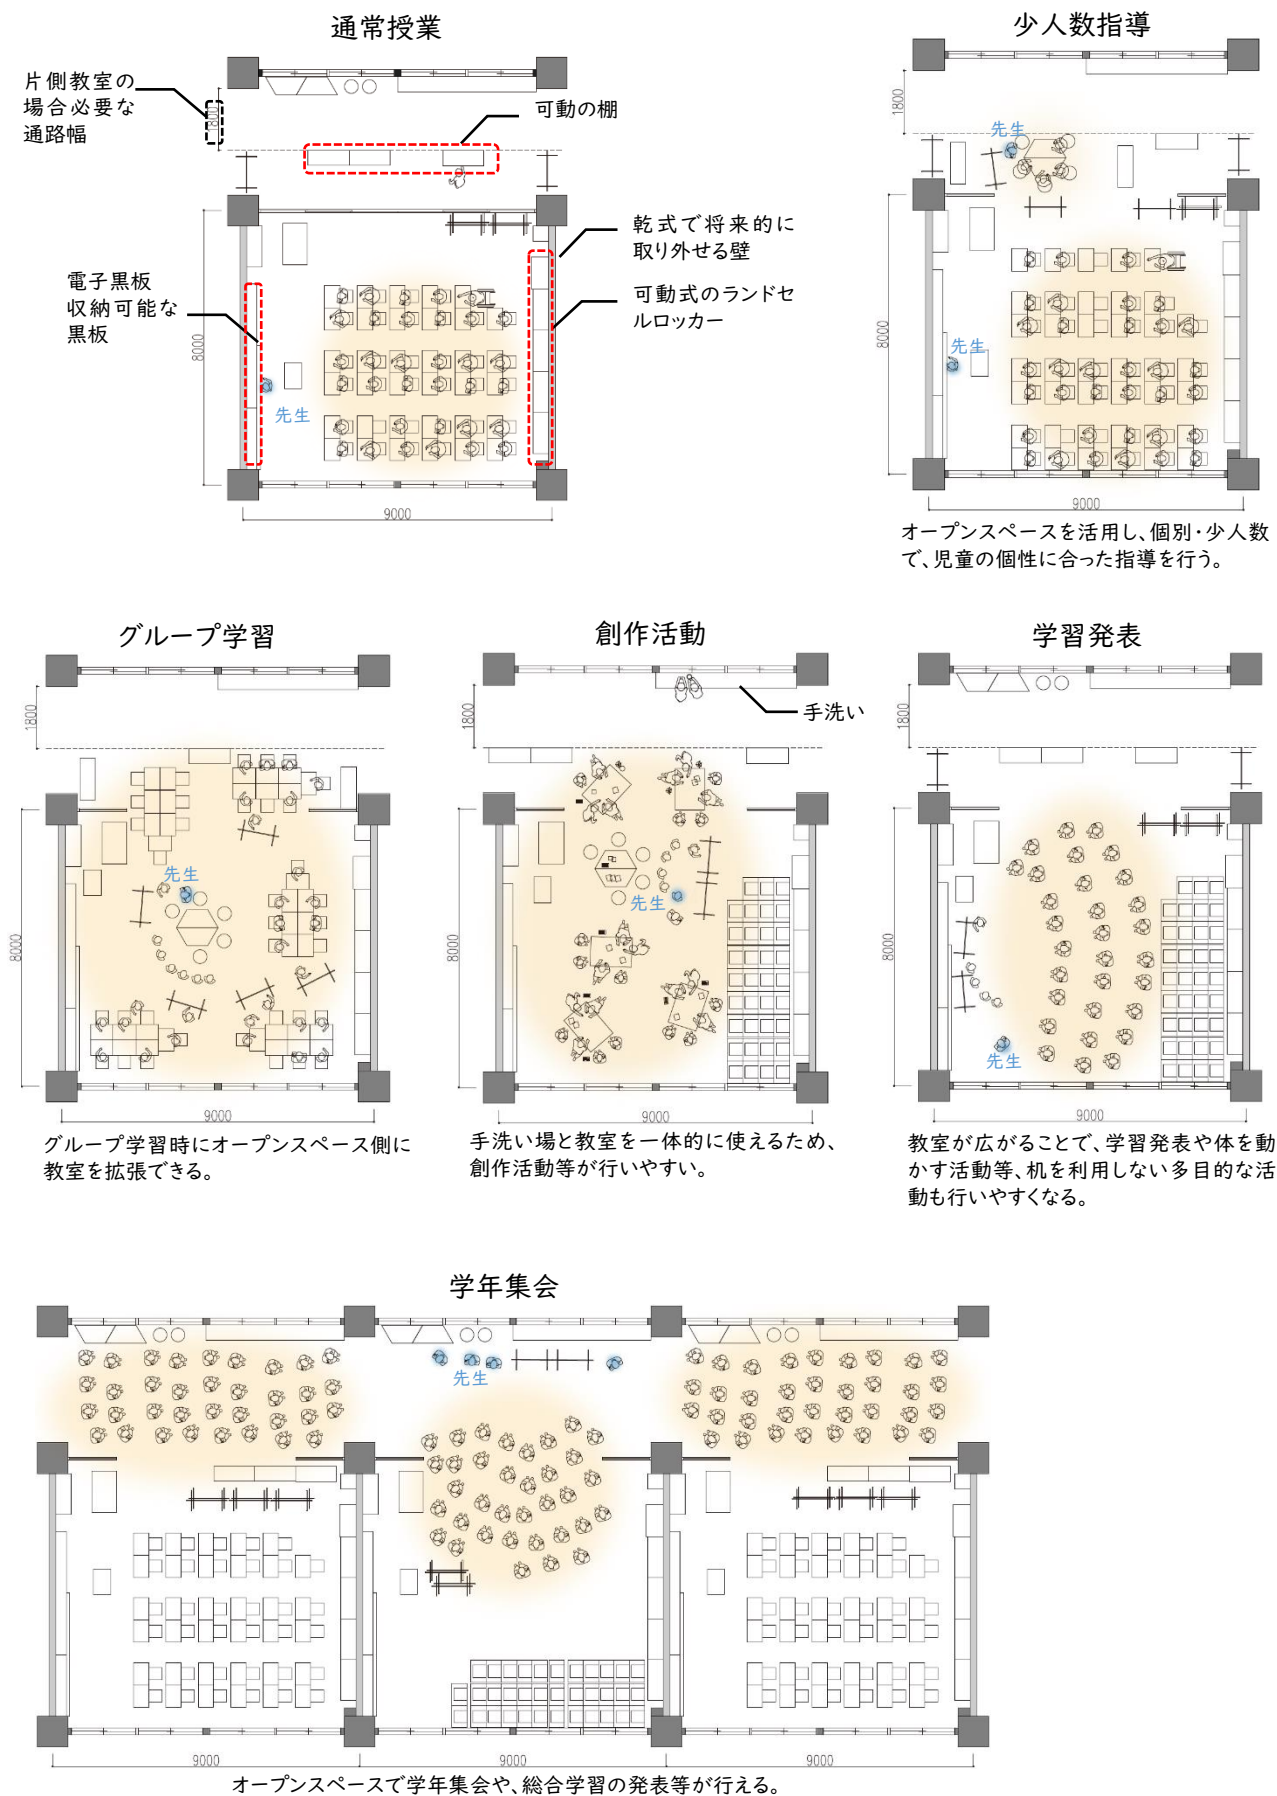 通常授業
片側教室の
場合必要な
通路幅
1800
可動の棚
乾式で将来的に
取り外せる壁
電子黒板
収納可能な
黒板
可動式のランドセ
ルロッカー
先生
8000
9000
少人数指導
1800
先生
先生
8000
9000
オープンスペースを活用し、個別・少人数
で、児童の個性に合った指導を行う。
グループ学習
1800
先生
8000
9000
グループ学習時にオープンスペース側に
教室を拡張できる。
創作活動
手洗い
1800
先生
8000
9000
手洗い場と教室を一体的に使えるため、
創作活動等が行いやすい。
学習発表
1800
先生
8000
9000
教室が広がることで、学習発表や体を動
かす活動等、机を利用しない多目的な活
動も行いやすくなる。
学年集会
先生
9000
9000
9000
オープンスペースで学年集会や、総合学習の発表等が行える。